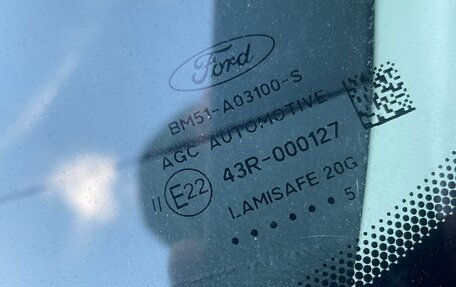 Ford
BM51-A03100-S
AGC AUTOMOTIVE
II E22 43R-000127
LAMISAFE 20G
• • • • • • 5